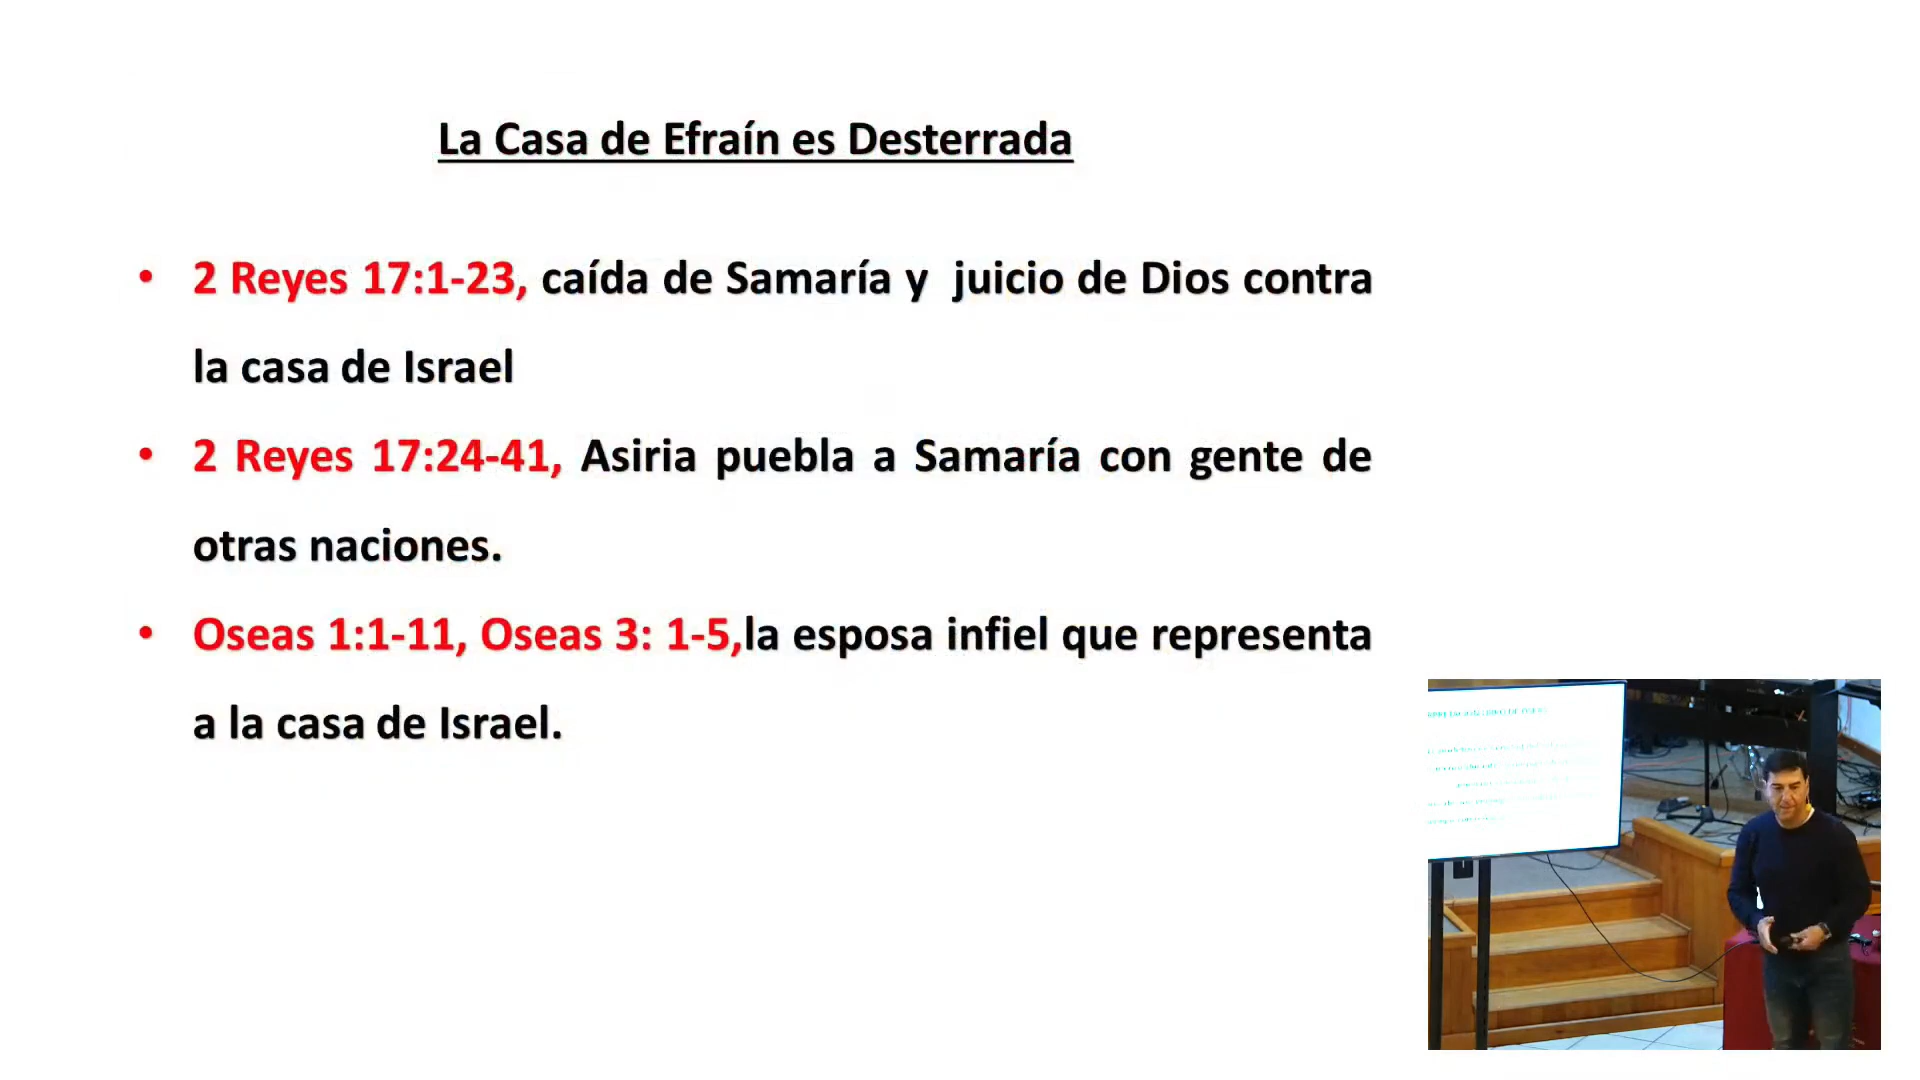 La Casa de Efraín es Desterrada
• 2 Reyes 17:1-23, caída de Samaría y juicio de Dios contra
la casa de Israel
• 2 Reyes 17:24-41, Asiria puebla a Samaría con gente de
otras naciones.
• Oseas 1:1-11, Oseas 3: 1-5,la esposa infiel que representa
a la casa de Israel.